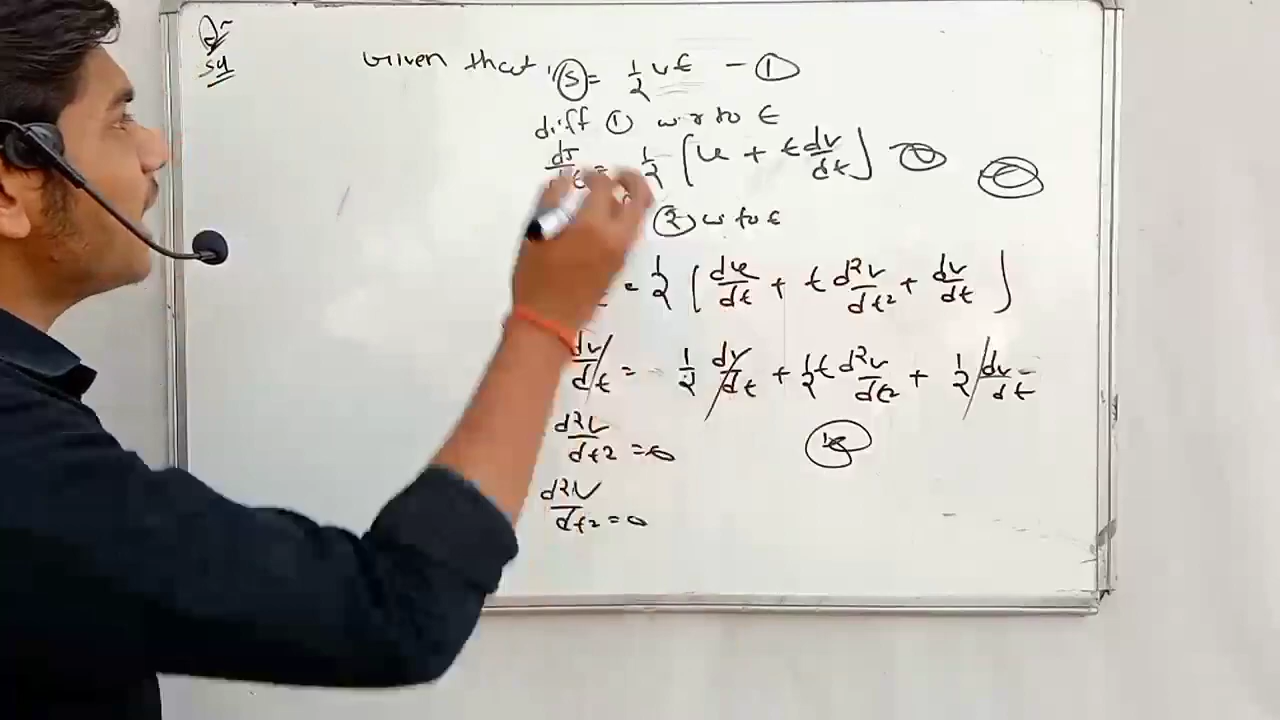 Q
54
Given that, s = 1/2 vt - ①
diff ① w r to t
ds/dt = 1/2 [v + t dv/dt] ②
② w to t
= 1/2 [dv/dt + t d²v/dt² + dv/dt]
dv/dt = 1/2 dv/dt + 1/2 t d²v/dt² + 1/2 dv/dt
d²v/dt² = 0
d²v/dt² = 0